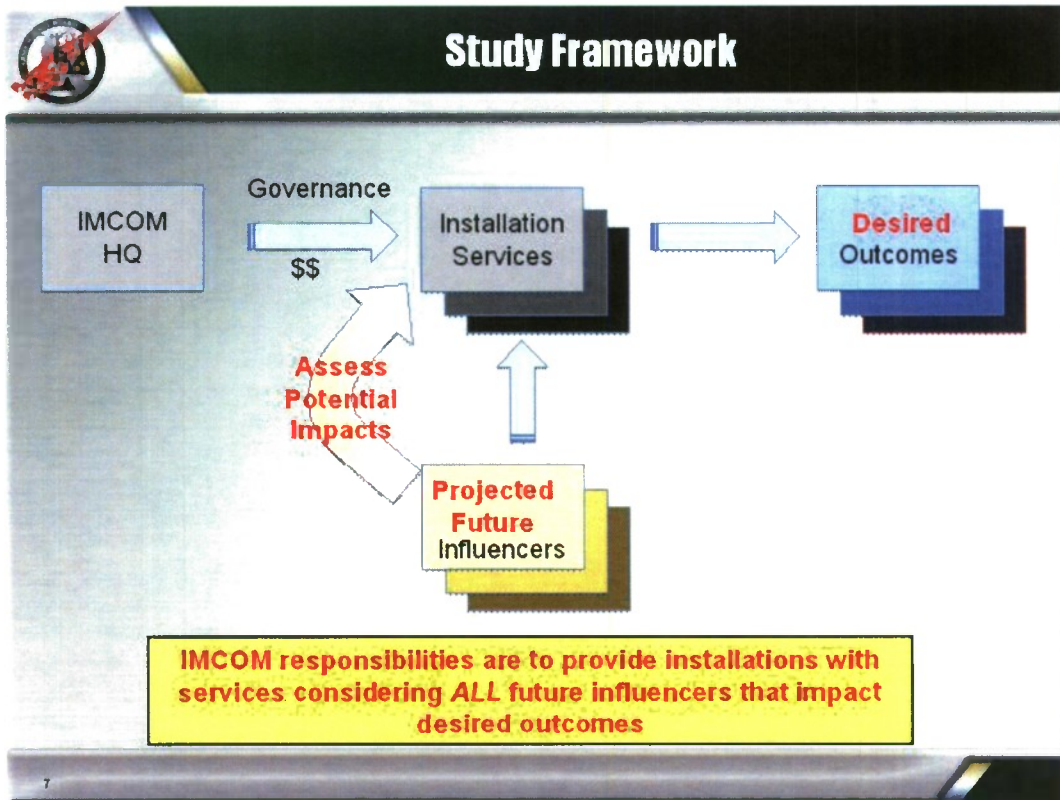 Study Framework
IMCOM
HQ
Governance
$$
Installation
Services
Desired
Outcomes
Assess
Potential
Impacts
Projected
Future
Influencers
IMCOM responsibilities are to provide installations with
services considering ALL future influencers that impact
desired outcomes
7